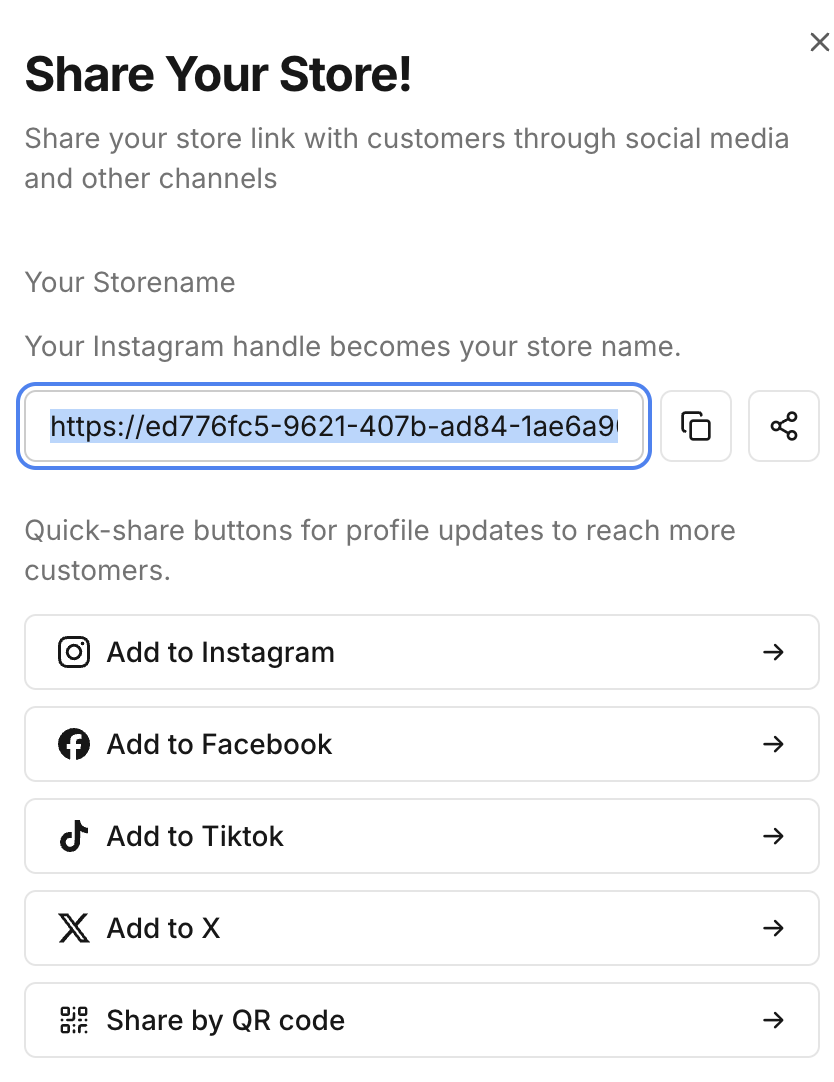 Share Your Store!
Share your store link with customers through social media
and other channels
Your Storename
Your Instagram handle becomes your store name.
https://ed776fc5-9621-407b-ad84-1ae6a9
Quick-share buttons for profile updates to reach more
customers.
Add to Instagram
Add to Facebook
Add to Tiktok
Add to X
Share by QR code